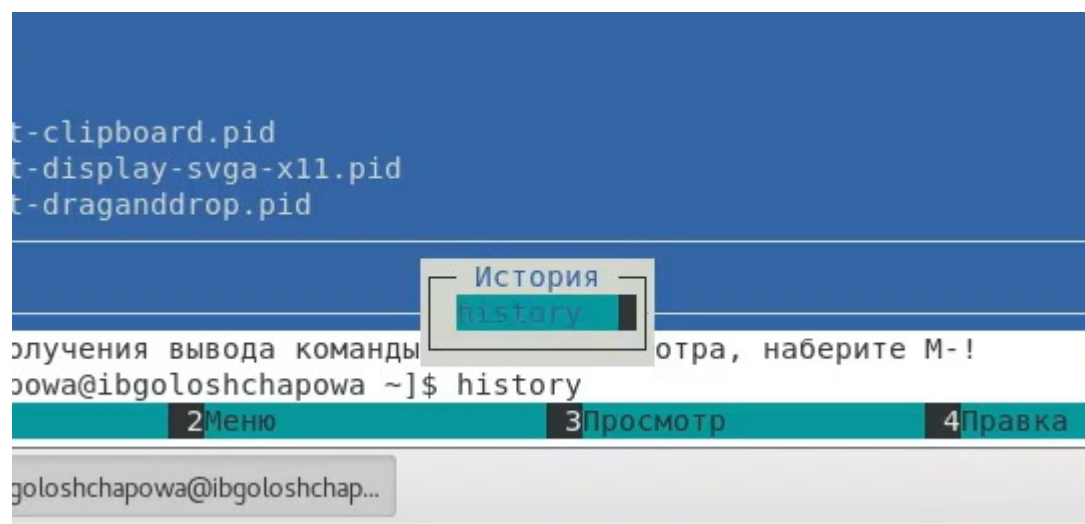 t-clipboard.pid
t-display-svga-x11.pid
t-draganddrop.pid
История
history
олучения вывода команды отра, наберите M-!
powa@ibgoloshchapowa ~]$ history
2Меню 3Просмотр 4Правка
goloshchapowa@ibgoloshchap...